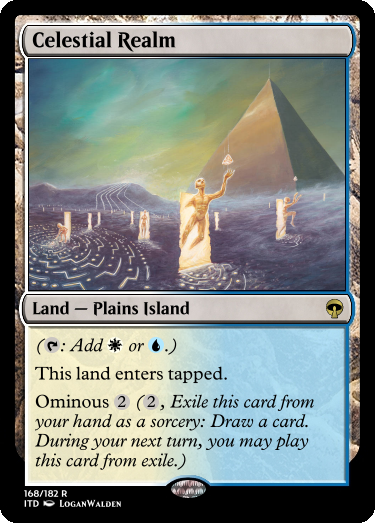 Celestial Realm
Land — Plains Island
(T: Add W or U.)
This land enters tapped.
Ominous 2 (2, Exile this card from
your hand as a sorcery: Draw a card.
During your next turn, you may play
this card from exile.)
168/182 R
ITD LoganWalden